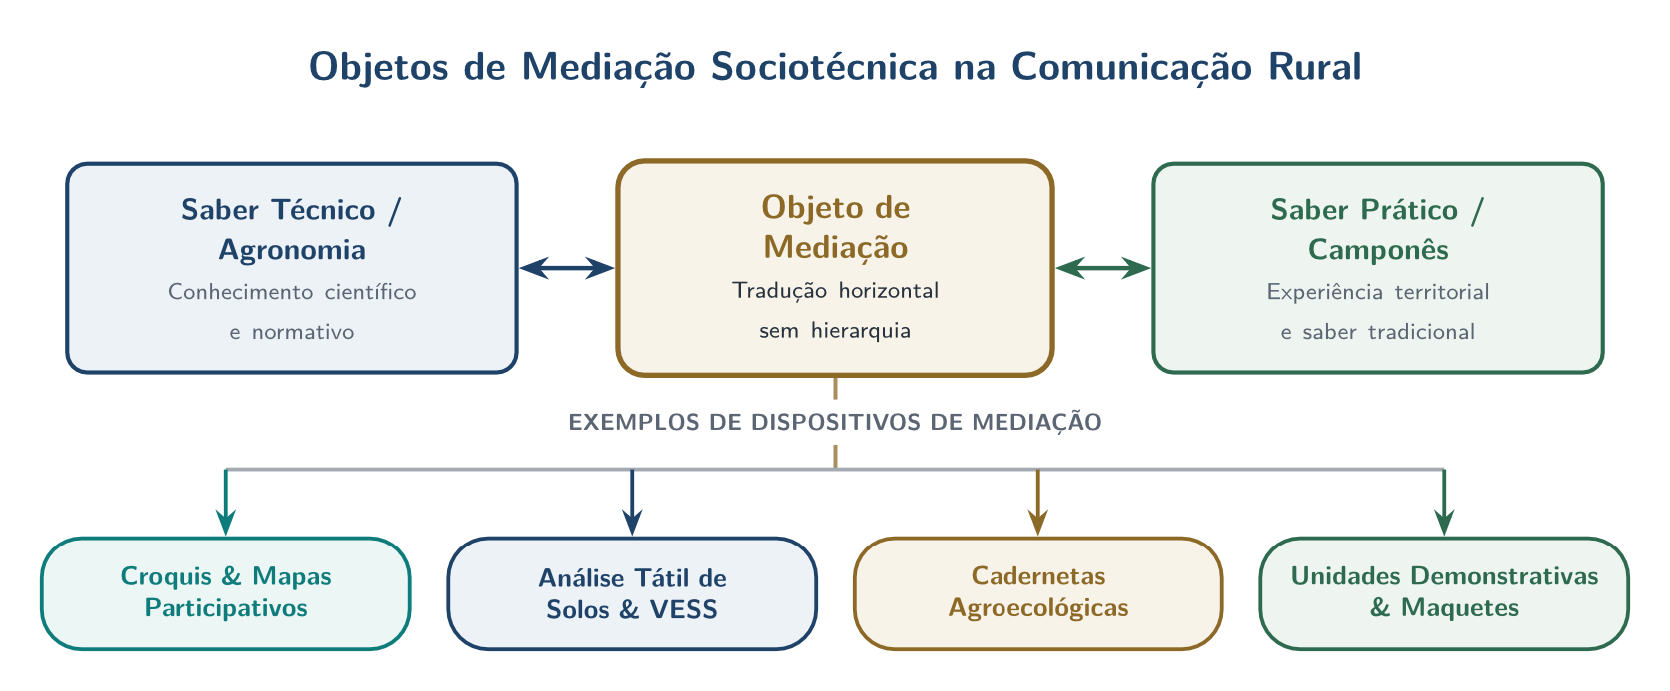 Objetos de Mediação Sociotécnica na Comunicação Rural
Saber Técnico /
Agronomia
Conhecimento científico
e normativo
Objeto de
Mediação
Tradução horizontal
sem hierarquia
Saber Prático /
Camponês
Experiência territorial
e saber tradicional
EXEMPLOS DE DISPOSITIVOS DE MEDIAÇÃO
Croquis & Mapas
Participativos
Análise Tátil de
Solos & VESS
Cadernetas
Agroecológicas
Unidades Demonstrativas
& Maquetes